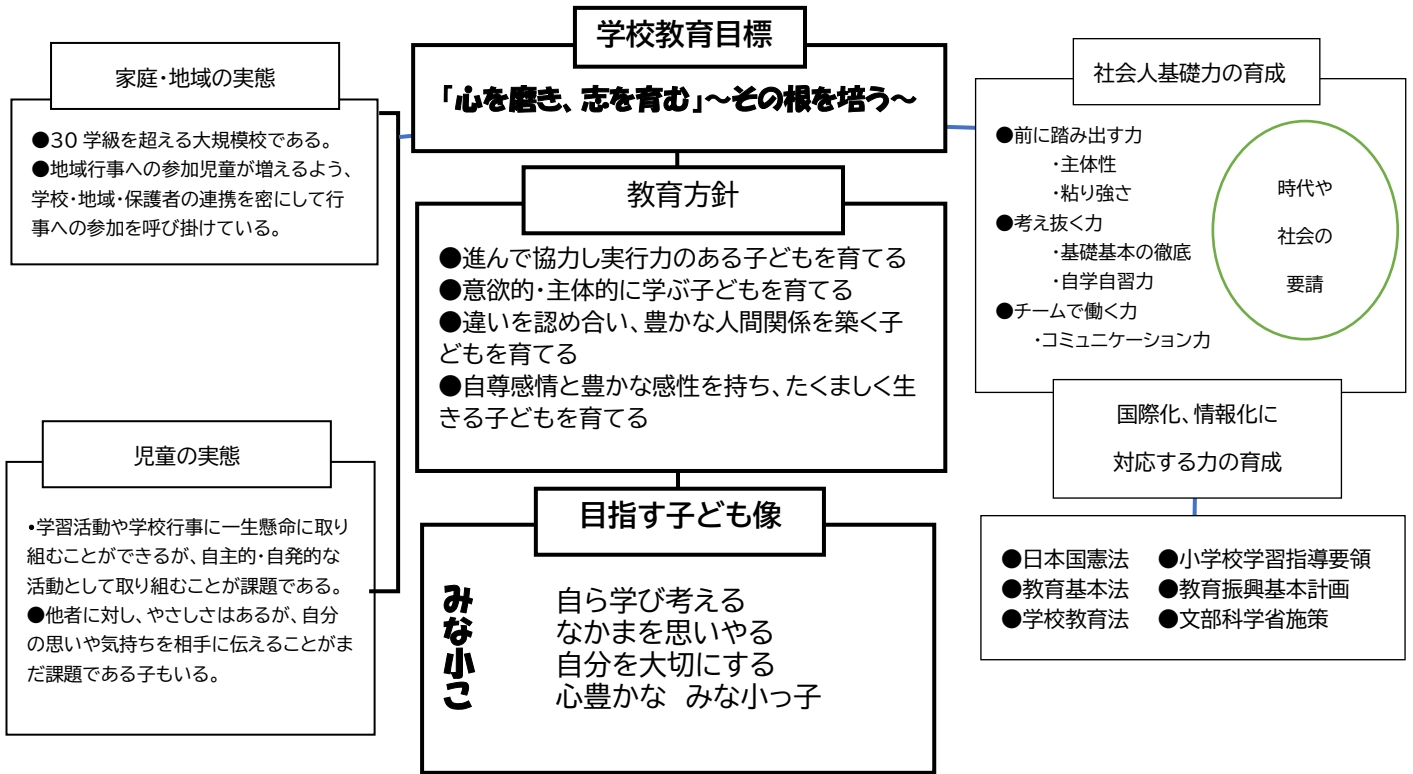 学校教育目標
「心を磨き、志を育む」～その根を培う～
家庭・地域の実態
●30 学級を超える大規模校である。
●地域行事への参加児童が増えるよう、
学校・地域・保護者の連携を密にして行
事への参加を呼び掛けている。
児童の実態
•学習活動や学校行事に一生懸命に取り
組むことができるが、自主的・自発的な
活動として取り組むことが課題である。
●他者に対し、やさしさはあるが、自分
の思いや気持ちを相手に伝えることがま
だ課題である子もいる。
教育方針
●進んで協力し実行力のある子どもを育てる
●意欲的・主体的に学ぶ子どもを育てる
●違いを認め合い、豊かな人間関係を築く子
どもを育てる
●自尊感情と豊かな感性を持ち、たくましく生
きる子どもを育てる
目指す子ども像
み 自ら学び考える
な なかまを思いやる
小 自分を大切にする
こ 心豊かな みな小っ子
社会人基礎力の育成
●前に踏み出す力
・主体性
・粘り強さ
●考え抜く力
・基礎基本の徹底
・自学自習力
●チームで働く力
・コミュニケーション力
時代や
社会の
要請
国際化、情報化に
対応する力の育成
●日本国憲法 ●小学校学習指導要領
●教育基本法 ●教育振興基本計画
●学校教育法 ●文部科学省施策